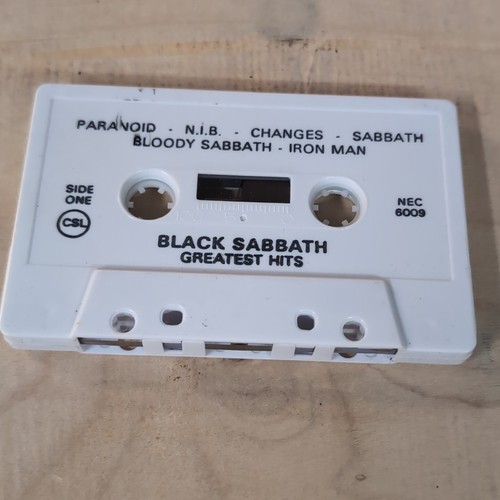 PARANOID - N.I.B. - CHANGES - SABBATH
BLOODY SABBATH - IRON MAN
SIDE
ONE
CSL
NEC
6009
BLACK SABBATH
GREATEST HITS